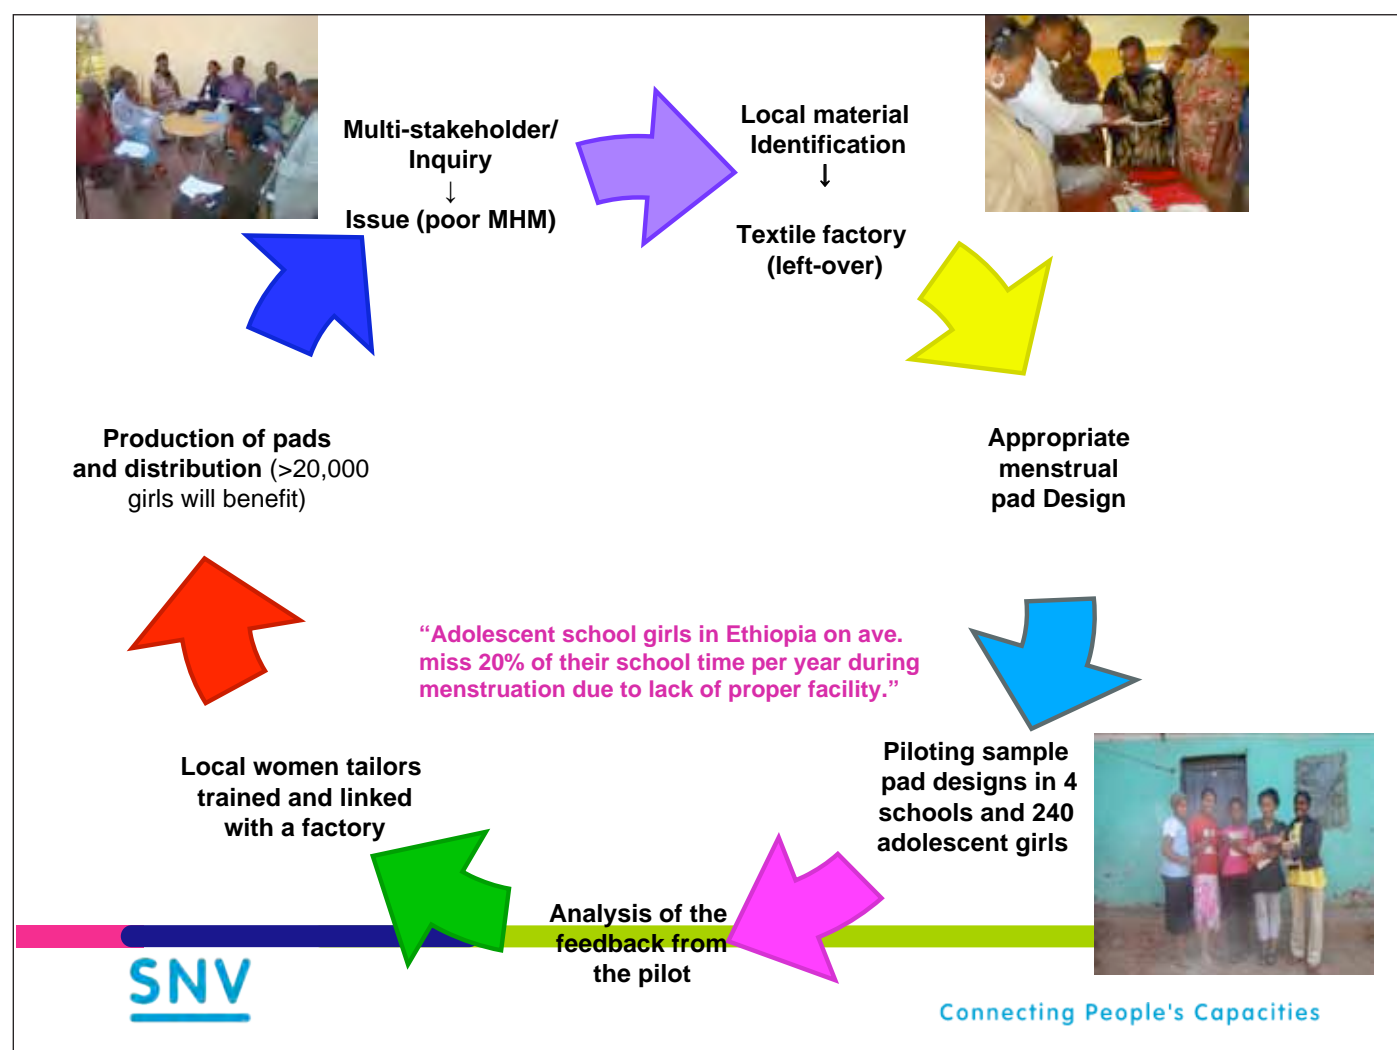 Multi-stakeholder/
Inquiry
↓
Issue (poor MHM)
Local material
Identification
↓
Textile factory
(left-over)
Appropriate
menstrual
pad Design
Piloting sample
pad designs in 4
schools and 240
adolescent girls
Analysis of the
feedback from
the pilot
Local women tailors
trained and linked
with a factory
Production of pads
and distribution (>20,000
girls will benefit)
“Adolescent school girls in Ethiopia on ave.
miss 20% of their school time per year during
menstruation due to lack of proper facility.”
SNV
Connecting People's Capacities